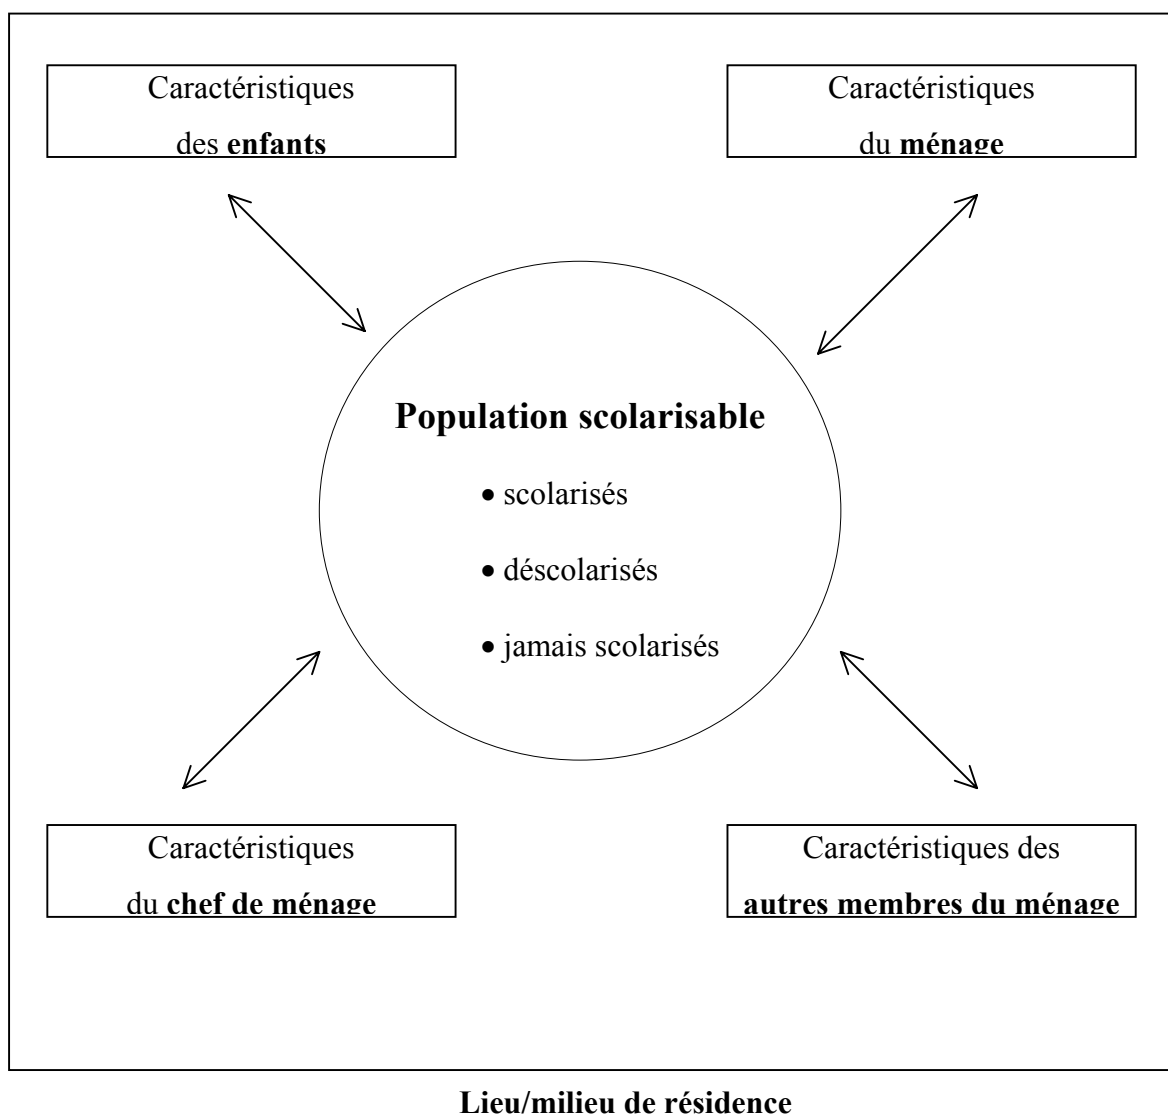 Caractéristiques
des enfants
Caractéristiques
du ménage
Population scolarisable
• scolarisés
• déscolarisés
• jamais scolarisés
Caractéristiques
du chef de ménage
Caractéristiques des
autres membres du ménage
Lieu/milieu de résidence